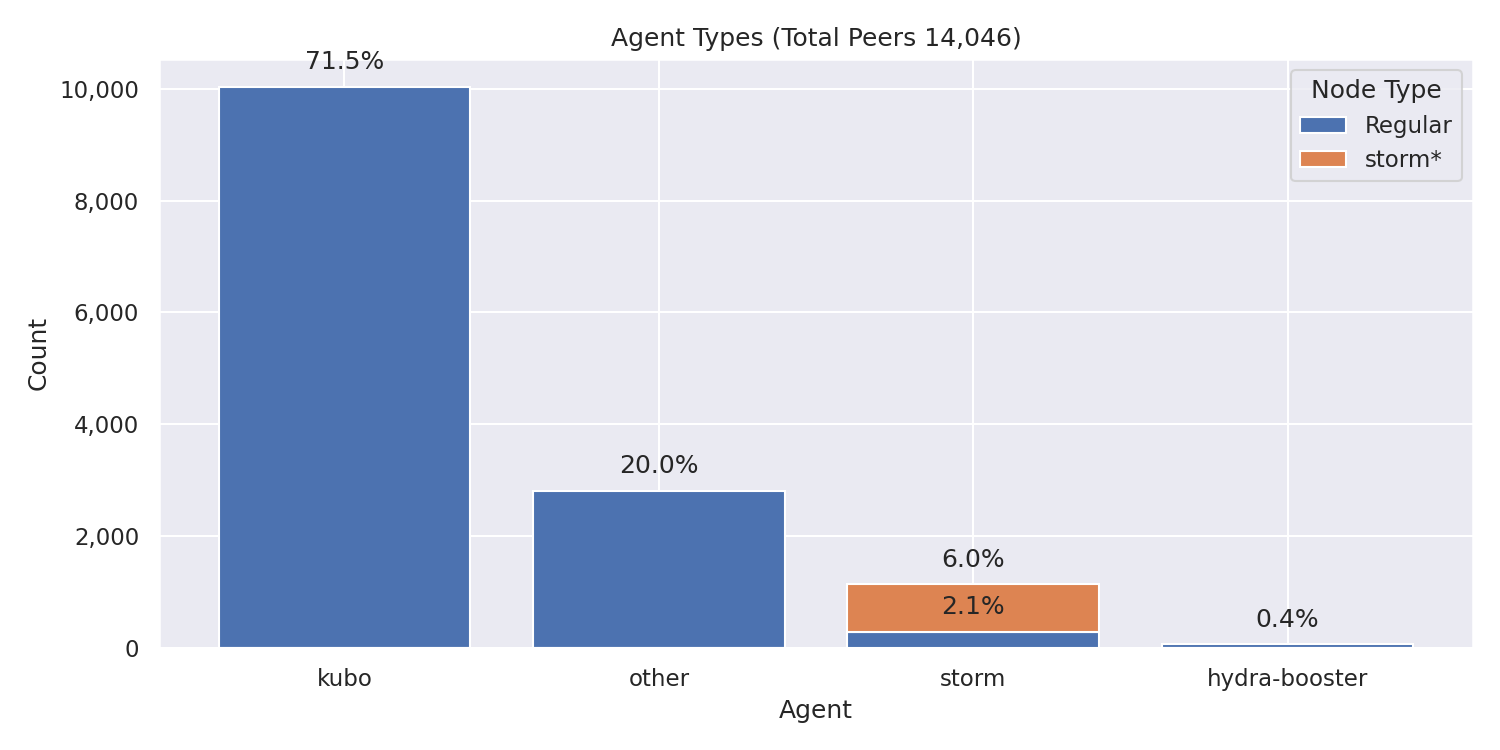 Agent Types (Total Peers 14,046)
71.5%
10,000
Node Type
Regular
storm*
8,000
6,000
Count
4,000
20.0%
2,000
6.0%
2.1%
0.4%
0
kubo
other
storm
hydra-booster
Agent